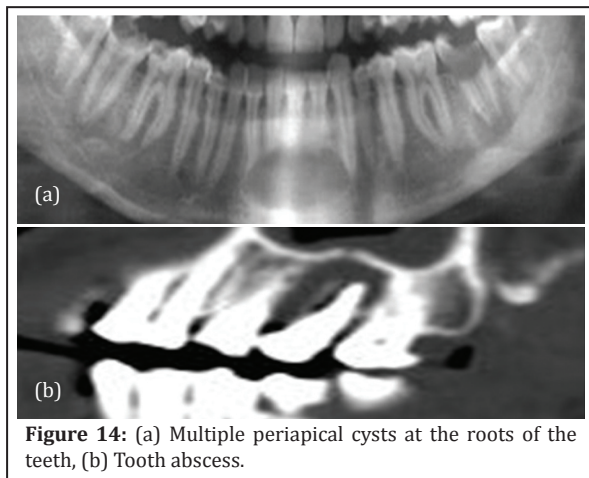 (a)
(b)
Figure 14: (a) Multiple periapical cysts at the roots of the
teeth, (b) Tooth abscess.